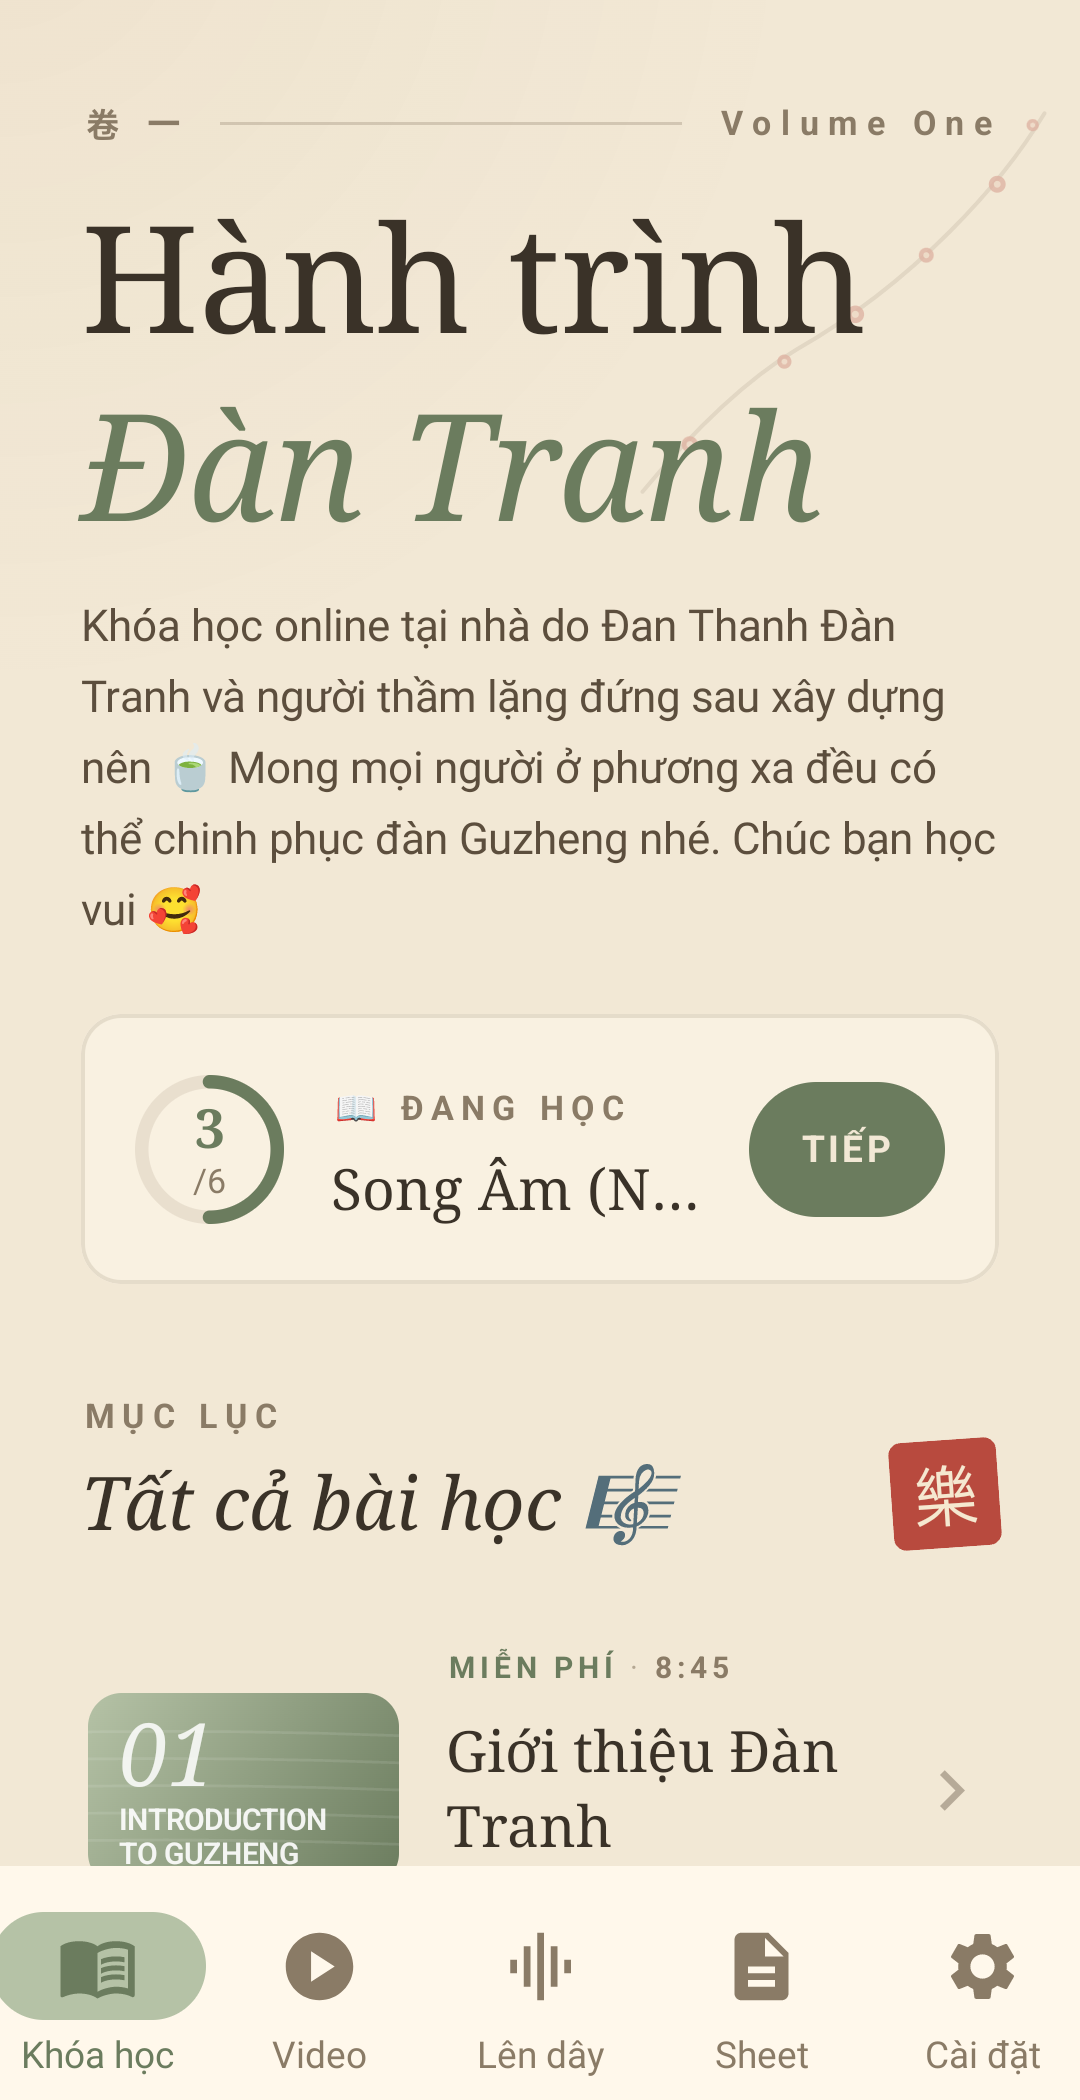 卷 一 Volume One
Hành trình
Đàn Tranh
Khóa học online tại nhà do Đan Thanh Đàn
Tranh và người thầm lặng đứng sau xây dựng
nên 🍵 Mong mọi người ở phương xa đều có
thể chinh phục đàn Guzheng nhé. Chúc bạn học
vui 🥰
3
/6
📖 ĐANG HỌC
Song Âm (N...
TIẾP
MỤC LỤC
Tất cả bài học 🎼
樂
MIỄN PHÍ · 8:45
01
INTRODUCTION
TO GUZHENG
Giới thiệu Đàn
Tranh
Khóa học
Video
Lên dây
Sheet
Cài đặt